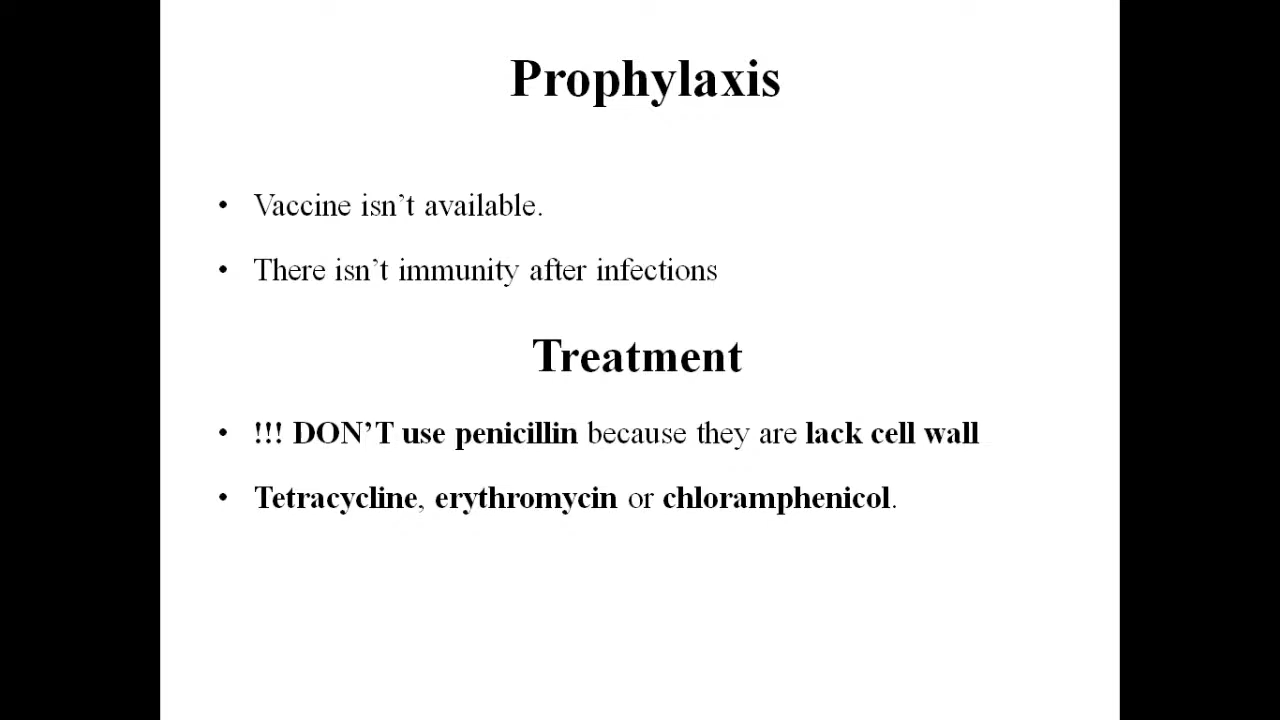 Prophylaxis
• Vaccine isn’t available.
• There isn’t immunity after infections
Treatment
• !!! DON’T use penicillin because they are lack cell wall
• Tetracycline, erythromycin or chloramphenicol.